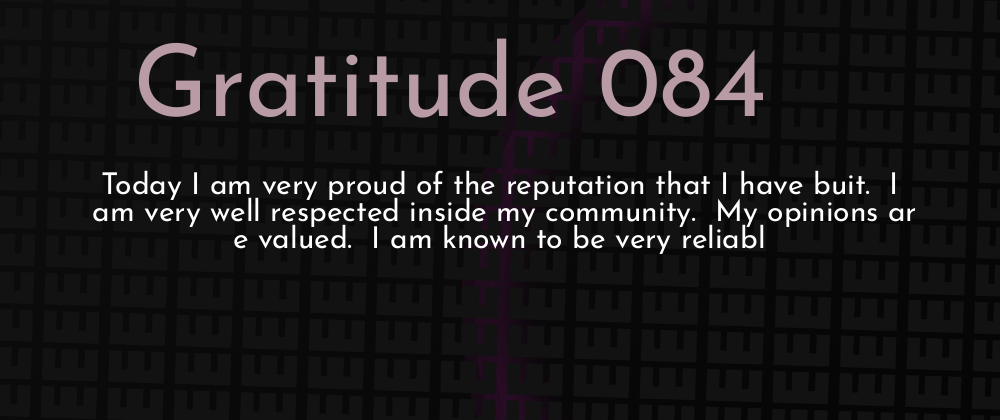 Gratitude 084
Today I am very proud of the reputation that I have buit.  I
am very well respected inside my community.  My opinions ar
e valued.  I am known to be very reliabl